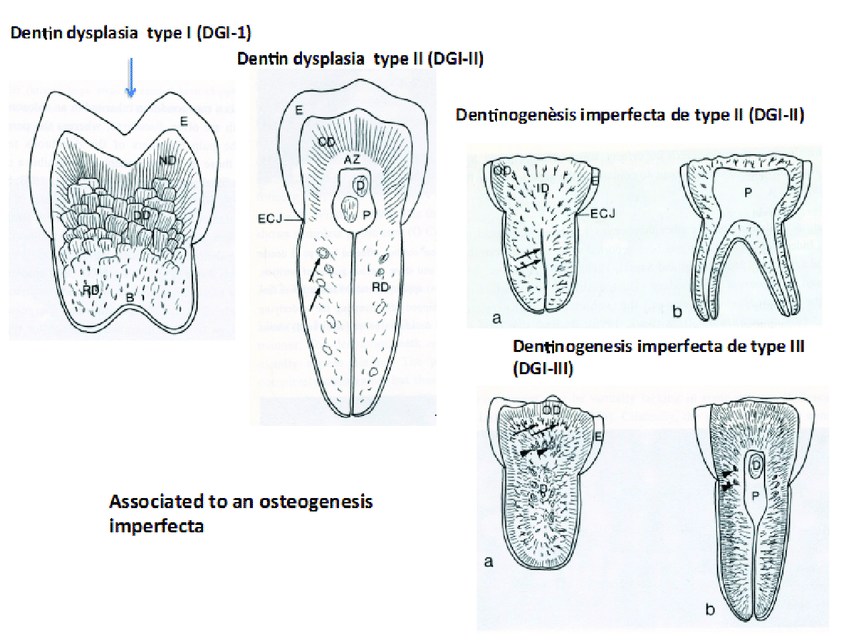 Dentin dysplasia type I (DGI-1)
Dentin dysplasia type II (DGI-II)
Dentinogenèsis imperfecta de type II (DGI-II)
E
ND
DD
RD
B
E
CD
AZ
D
P
ECJ
RD
OD
ID
E
ECJ
a
P
b
Dentinogenesis imperfecta de type III
(DGI-III)
OD
E
a
D
P
b
Associated to an osteogenesis
imperfecta